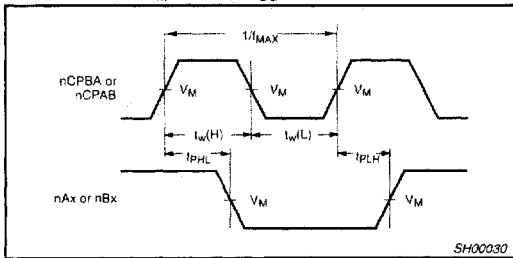 1/fMAX
nCPBA or
nCPAB
VM VM VM
tw(H) tw(L)
tPHL tPLH
nAx or nBx
VM VM
SH00030